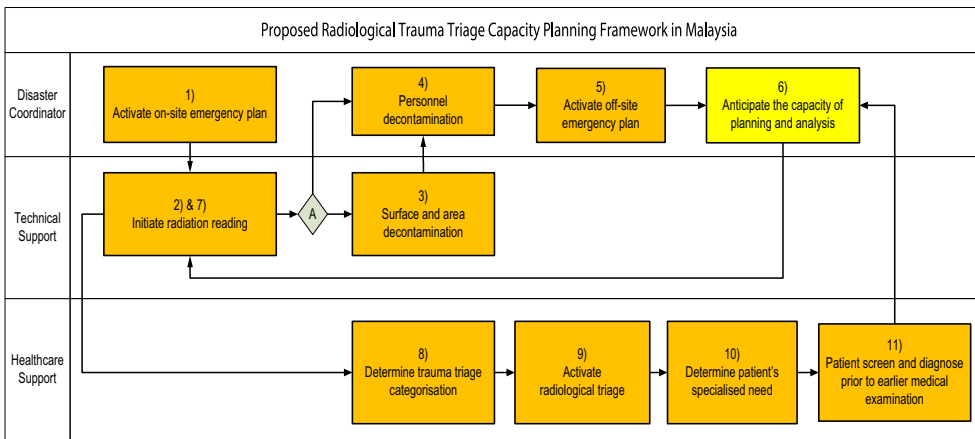 Proposed Radiological Trauma Triage Capacity Planning Framework in Malaysia
Disaster
Coordinator
1)
Activate on-site emergency plan
4)
Personnel
decontamination
5)
Activate off-site
emergency plan
6)
Anticipate the capacity of
planning and analysis
Technical
Support
2) & 7)
Initiate radiation reading
A
3)
Surface and area
decontamination
Healthcare
Support
8)
Determine trauma triage
categorisation
9)
Activate
radiological triage
10)
Determine patient's
specialised need
11)
Patient screen and diagnose
prior to earlier medical
examination